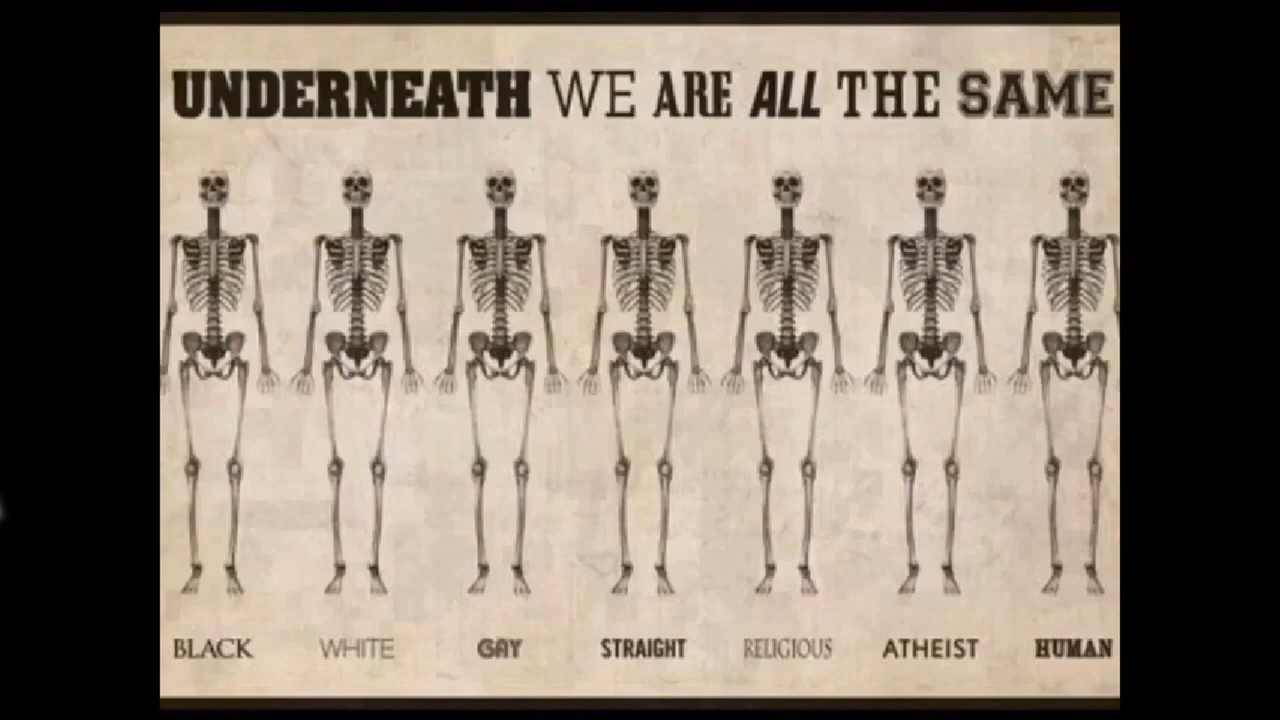 UNDERNEATH WE ARE ALL THE SAME
BLACK WHITE GAY STRAIGHT RELIGIOUS ATHEIST HUMAN